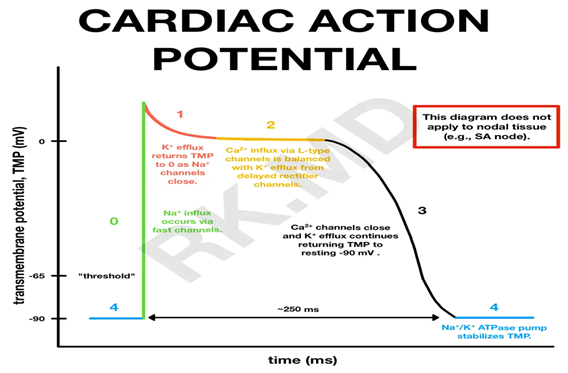 CARDIAC ACTION
POTENTIAL
transmembrane potential, TMP (mV)
0
-65
-90
1
K⁺ efflux
returns TMP
to 0 as Na⁺
channels
close.
2
Ca²⁺ influx via L-type
channels is balanced
with K⁺ efflux from
delayed rectifier
channels.
This diagram does not
apply to nodal tissue
(e.g., SA node).
0
Na⁺ influx
occurs via
fast channels.
3
Ca²⁺ channels close
and K⁺ efflux continues
returning TMP to
resting -90 mV .
"threshold"
4
~250 ms
4
Na⁺/K⁺ ATPase pump
stabilizes TMP.
time (ms)
RK.MD